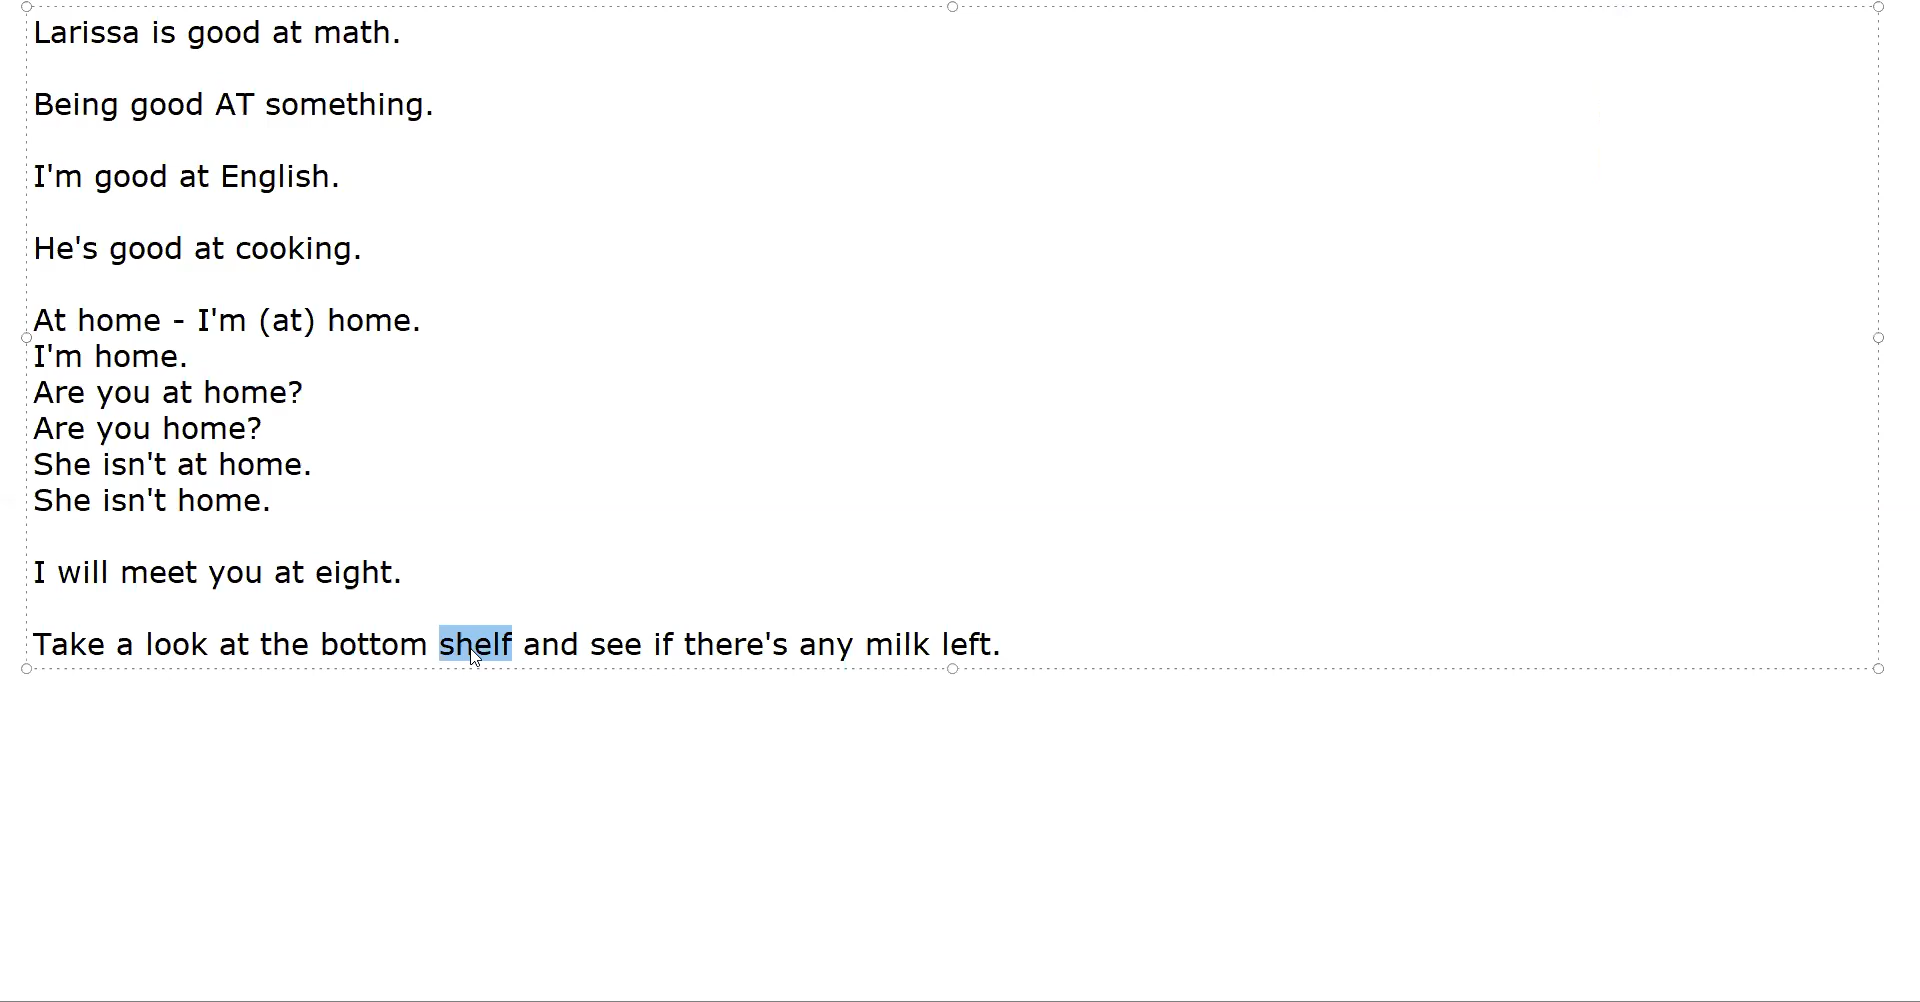 Larissa is good at math.
Being good AT something.
I'm good at English.
He's good at cooking.
At home - I'm (at) home.
I'm home.
Are you at home?
Are you home?
She isn't at home.
She isn't home.
I will meet you at eight.
Take a look at the bottom shelf and see if there's any milk left.